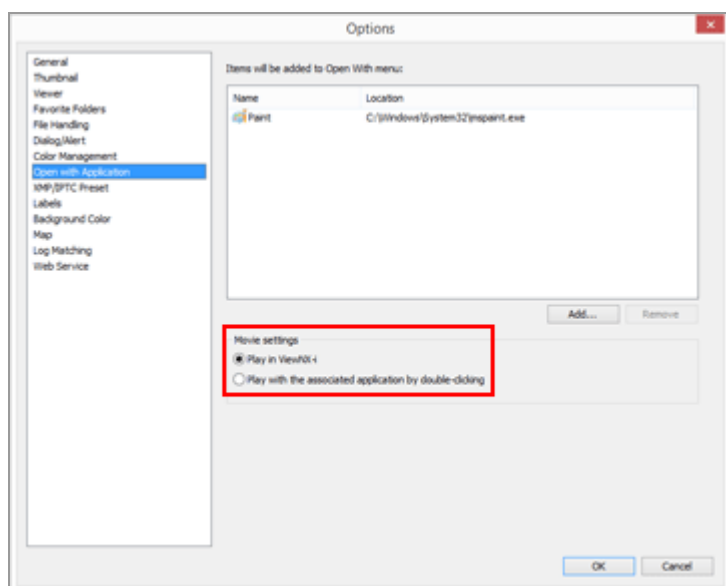 Options
General
Thumbnail
Viewer
Favorite Folders
File Handling
Dialog/Alert
Color Management
Open with Application
XMP/IPTC Preset
Labels
Background Color
Map
Log Matching
Web Service
Items will be added to Open With menu:
Name Location
Paint C:\Windows\System32\mspaint.exe
Add... Remove
Movie settings
Play in ViewNX-i
Play with the associated application by double-clicking
OK Cancel